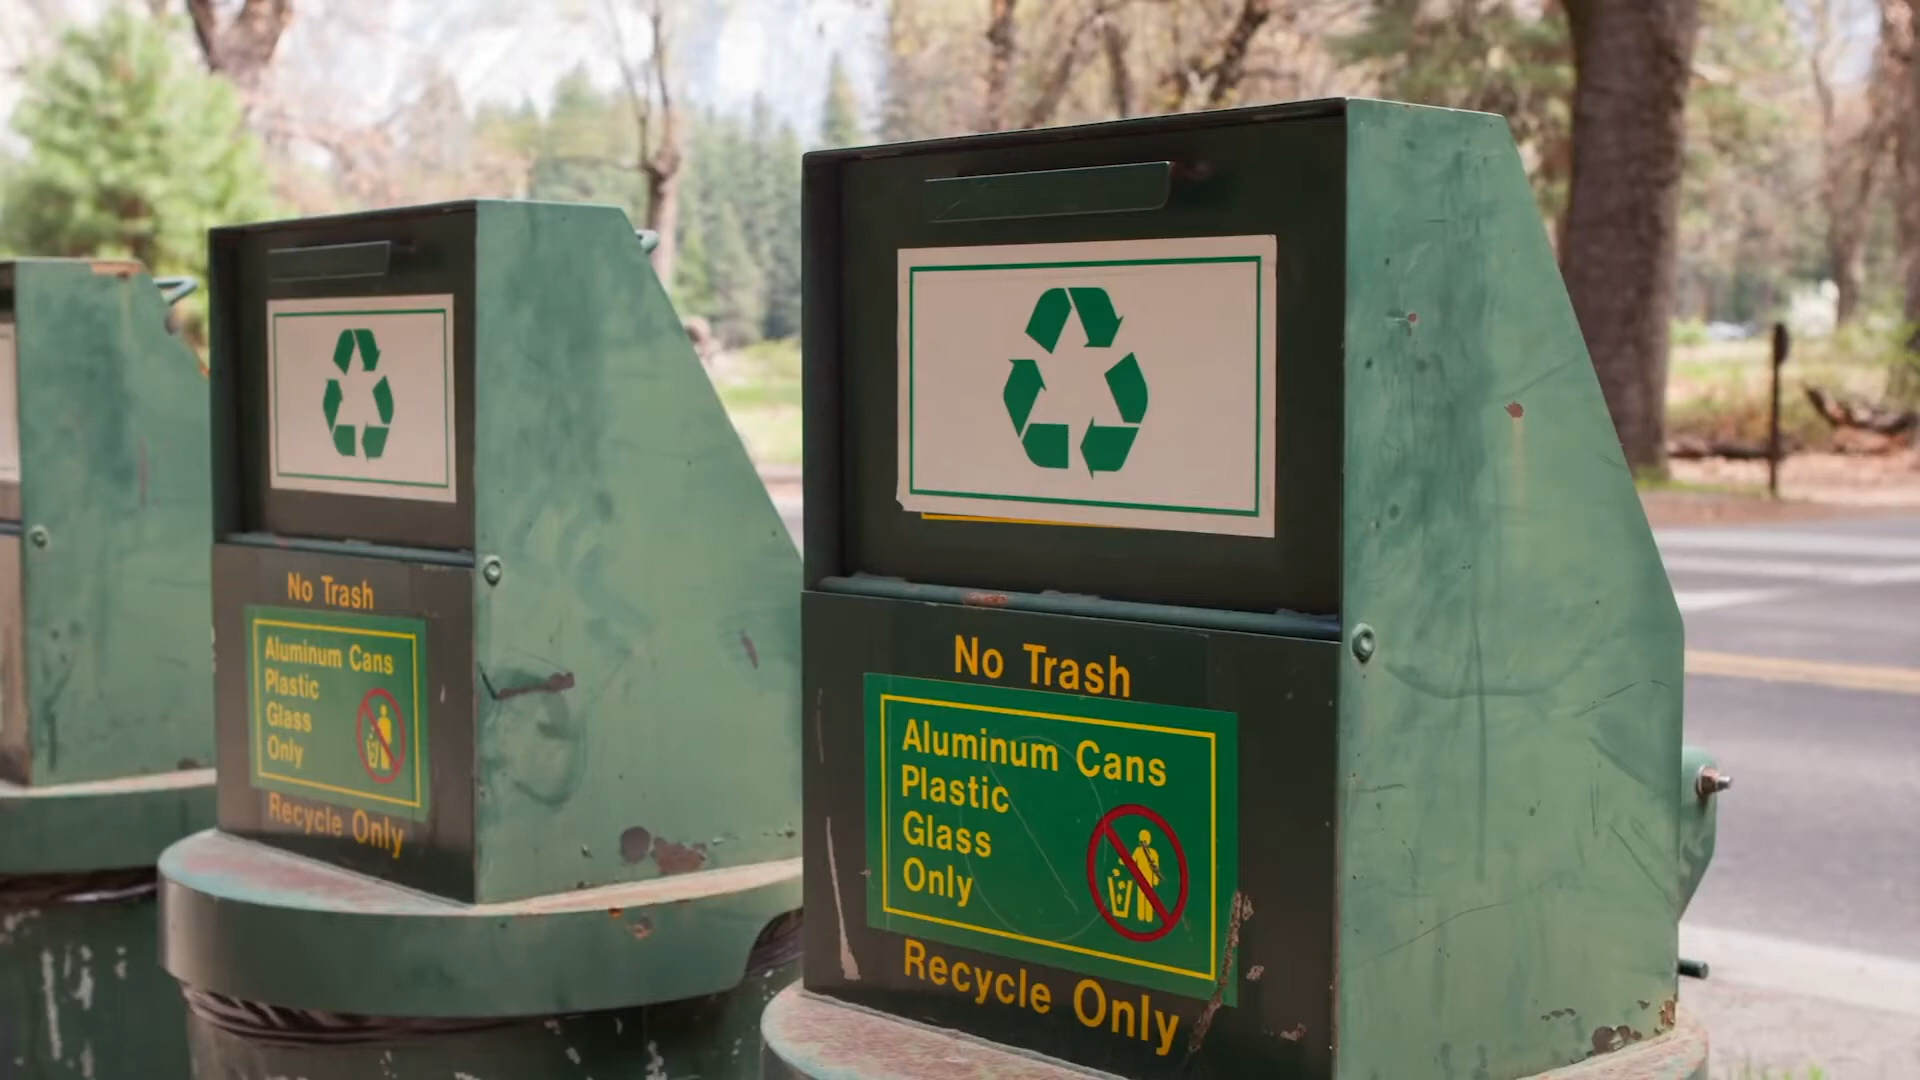 No Trash
Aluminum Cans
Plastic
Glass
Only
Recycle Only
No Trash
Aluminum Cans
Plastic
Glass
Only
Recycle Only